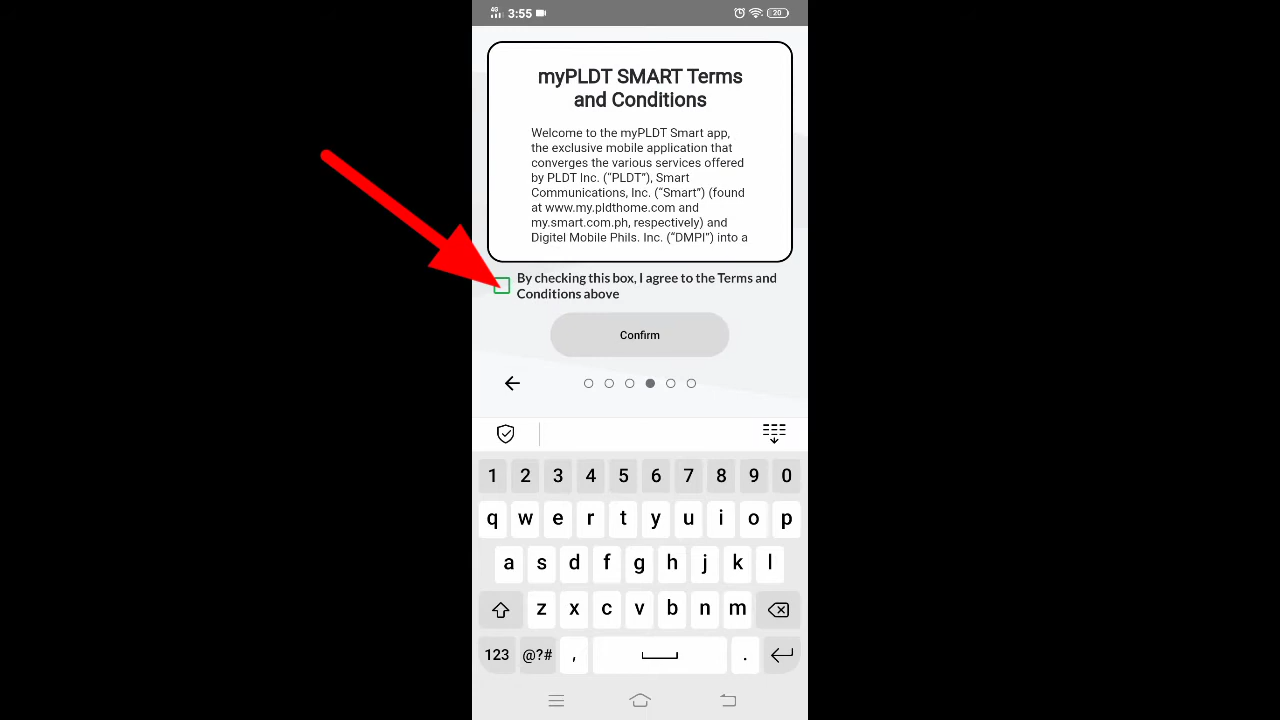 4G 3:55 20
myPLDT SMART Terms
and Conditions
Welcome to the myPLDT Smart app,
the exclusive mobile application that
converges the various services offered
by PLDT Inc. (“PLDT”), Smart
Communications, Inc. (“Smart”) (found
at www.my.pldthome.com and
my.smart.com.ph, respectively) and
Digitel Mobile Phils. Inc. (“DMPI”) into a
By checking this box, I agree to the Terms and
Conditions above
Confirm
1 2 3 4 5 6 7 8 9 0
q w e r t y u i o p
a s d f g h j k l
z x c v b n m
123 @?# , .